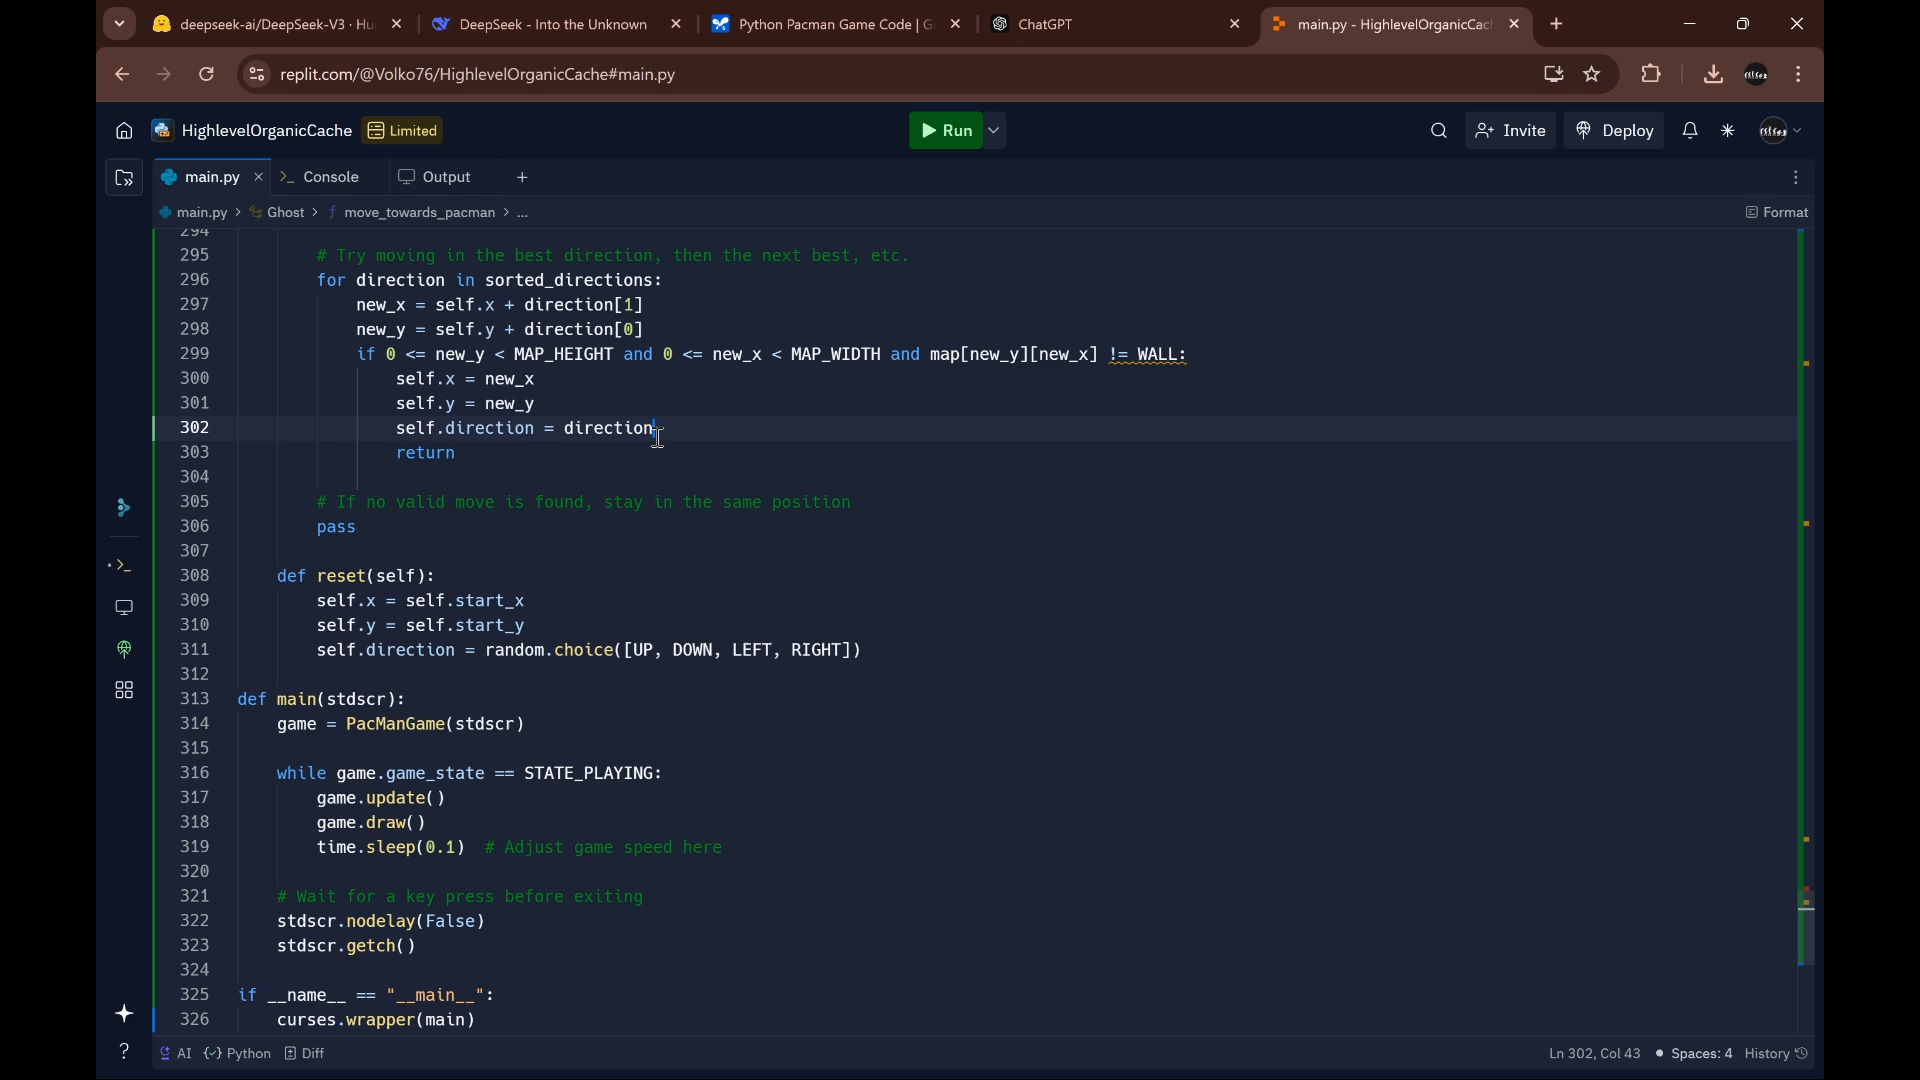 deepseek-ai/DeepSeek-V3 · Hu
DeepSeek - Into the Unknown
Python Pacman Game Code | G
ChatGPT
main.py - HighlevelOrganicCach
replit.com/@Volko76/HighlevelOrganicCache#main.py
HighlevelOrganicCache
Limited
Run
Invite
Deploy
main.py
Console
Output
main.py > Ghost > f move_towards_pacman > ...
Format
294
295 # Try moving in the best direction, then the next best, etc.
296 for direction in sorted_directions:
297 new_x = self.x + direction[1]
298 new_y = self.y + direction[0]
299 if 0 <= new_y < MAP_HEIGHT and 0 <= new_x < MAP_WIDTH and map[new_y][new_x] != WALL:
300 self.x = new_x
301 self.y = new_y
302 self.direction = direction
303 return
304
305 # If no valid move is found, stay in the same position
306 pass
307
308 def reset(self):
309 self.x = self.start_x
310 self.y = self.start_y
311 self.direction = random.choice([UP, DOWN, LEFT, RIGHT])
312
313 def main(stdscr):
314 game = PacManGame(stdscr)
315
316 while game.game_state == STATE_PLAYING:
317 game.update()
318 game.draw()
319 time.sleep(0.1) # Adjust game speed here
320
321 # Wait for a key press before exiting
322 stdscr.nodelay(False)
323 stdscr.getch()
324
325 if __name__ == "__main__":
326 curses.wrapper(main)
AI
Python
Diff
Ln 302, Col 43
Spaces: 4
History